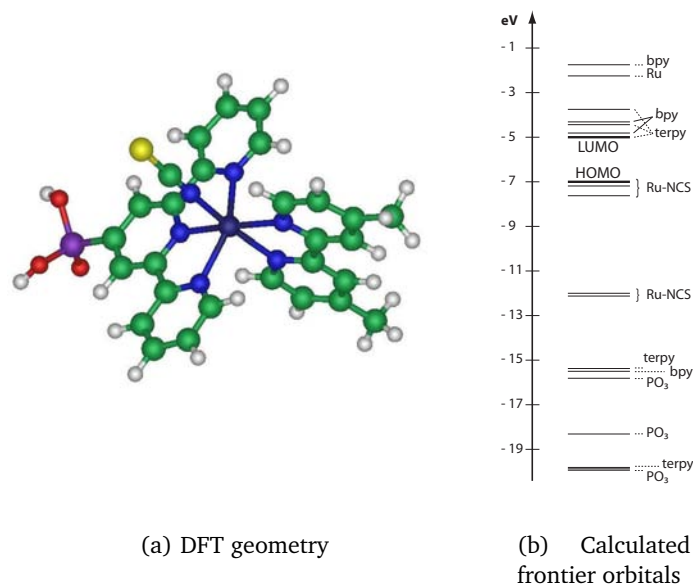 eV
- 1
bpy
Ru
- 3
bpy
- 5
terpy
LUMO
HOMO
- 7
} Ru-NCS
- 9
- 11
} Ru-NCS
- 13
terpy
- 15
bpy
PO₃
- 17
PO₃
- 19
terpy
PO₃
(a) DFT geometry
(b) Calculated
frontier orbitals